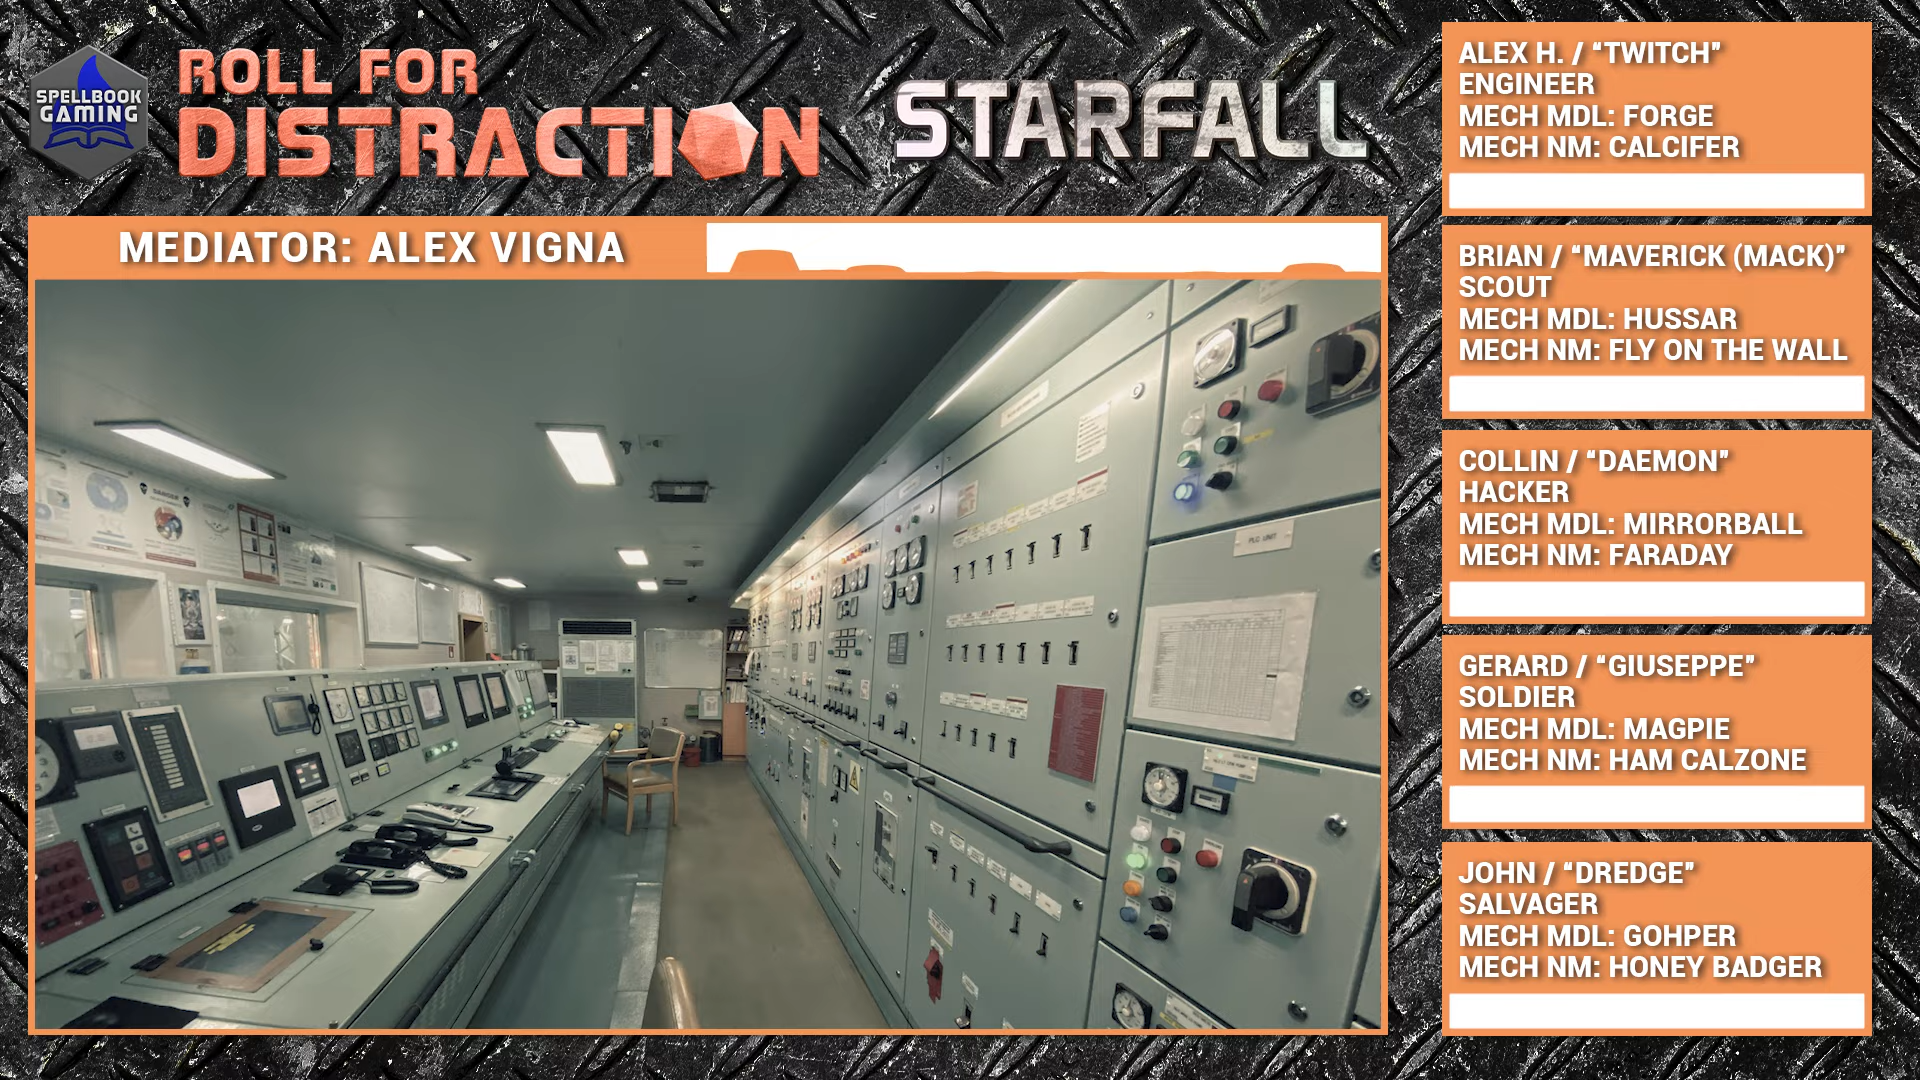 SPELLBOOK
GAMING
ROLL FOR
DISTRACTION
STARFALL
MEDIATOR: ALEX VIGNA
DANGER
PLC UNIT
ALEX H. / “TWITCH”
ENGINEER
MECH MDL: FORGE
MECH NM: CALCIFER
BRIAN / “MAVERICK (MACK)”
SCOUT
MECH MDL: HUSSAR
MECH NM: FLY ON THE WALL
COLLIN / “DAEMON”
HACKER
MECH MDL: MIRRORBALL
MECH NM: FARADAY
GERARD / “GIUSEPPE”
SOLDIER
MECH MDL: MAGPIE
MECH NM: HAM CALZONE
JOHN / “DREDGE”
SALVAGER
MECH MDL: GOHPER
MECH NM: HONEY BADGER